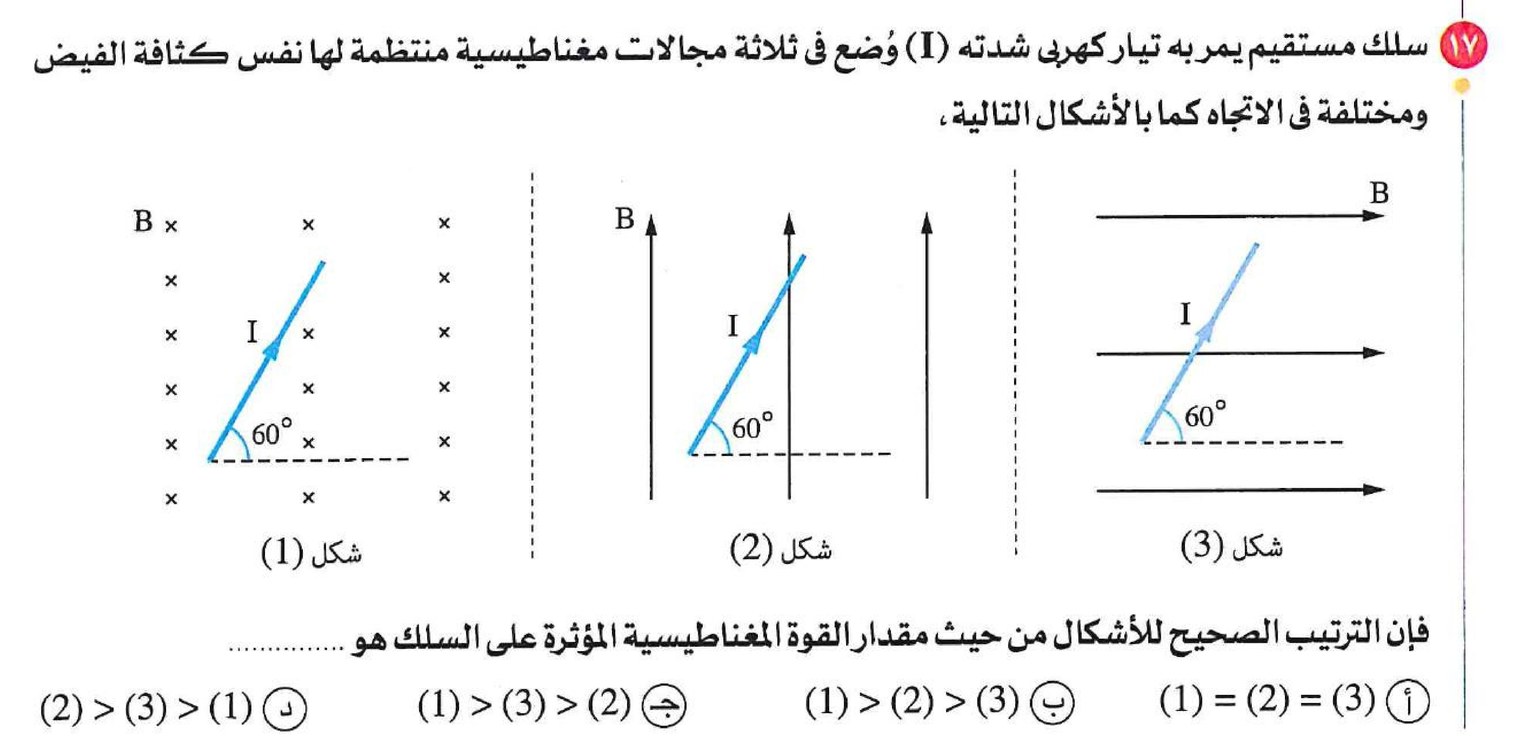 ١٧ سلك مستقيم يمر به تيار كهربى شدته (I) وُضع فى ثلاثة مجالات مغناطيسية منتظمة لها نفس كثافة الفيض
ومختلفة فى الاتجاه كما بالأشكال التالية،
B × × ×
× ×
× I × ×
× × ×
× 60° × ×
× × ×
شكل (1)
B
I
60°
شكل (2)
B
I
60°
شكل (3)
فإن الترتيب الصحيح للأشكال من حيث مقدار القوة المغناطيسية المؤثرة على السلك هو ...............
أ (1) = (2) = (3)
ب (1) > (2) > (3)
جـ (1) > (3) > (2)
د (2) > (3) > (1)